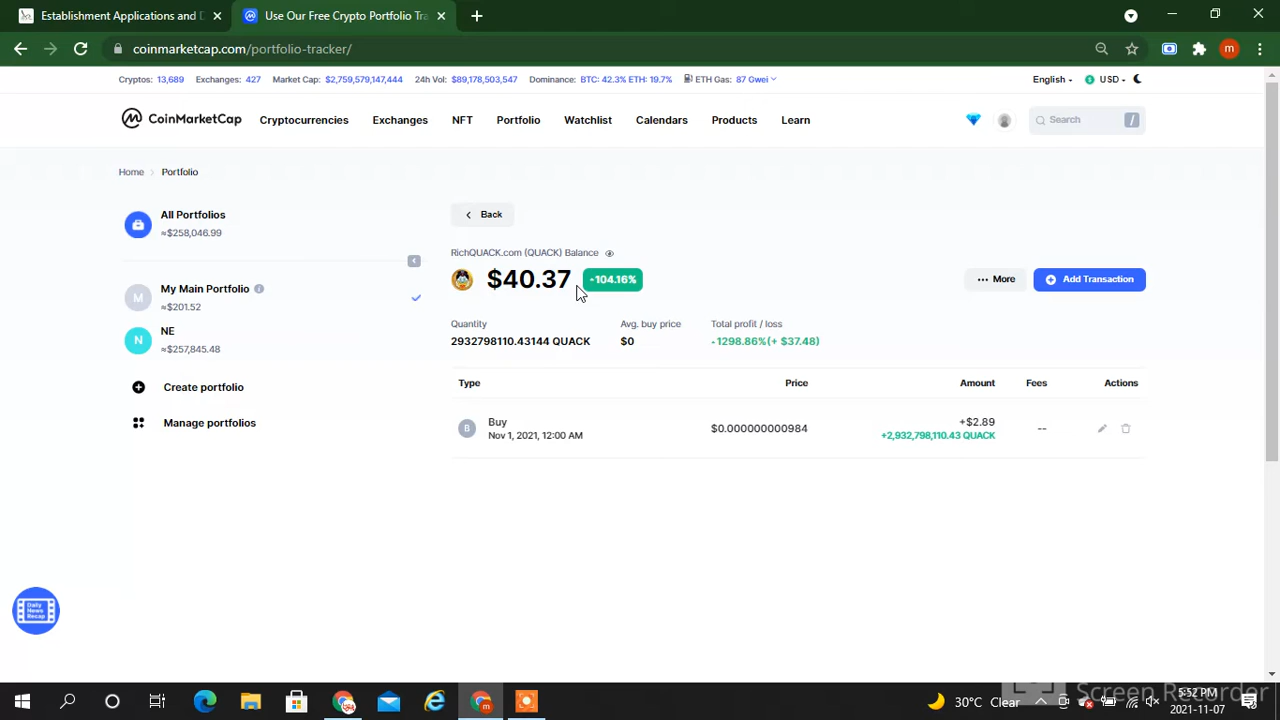 Establishment Applications and D
Use Our Free Crypto Portfolio Tra
coinmarketcap.com/portfolio-tracker/
m
Cryptos: 13,689 Exchanges: 427 Market Cap: $2,759,579,147,444 24h Vol: $89,178,503,547 Dominance: BTC: 42.3% ETH: 19.7% ETH Gas: 87 Gwei
English USD
CoinMarketCap Cryptocurrencies Exchanges NFT Portfolio Watchlist Calendars Products Learn
Search /
Home Portfolio
All Portfolios
≈$258,046.99
M My Main Portfolio
≈$201.52
N NE
≈$257,845.48
Create portfolio
Manage portfolios
Back
RichQUACK.com (QUACK) Balance
$40.37 104.16%
More Add Transaction
Quantity Avg. buy price Total profit / loss
2932798110.43144 QUACK $0 1298.86%(+ $37.48)
Type Price Amount Fees Actions
B Buy
Nov 1, 2021, 12:00 AM
$0.000000000984
+$2.89
+2,932,798,110.43 QUACK
--
Daily
News
Recap
Screen Recorder
30°C Clear
5:52 PM
2021-11-07